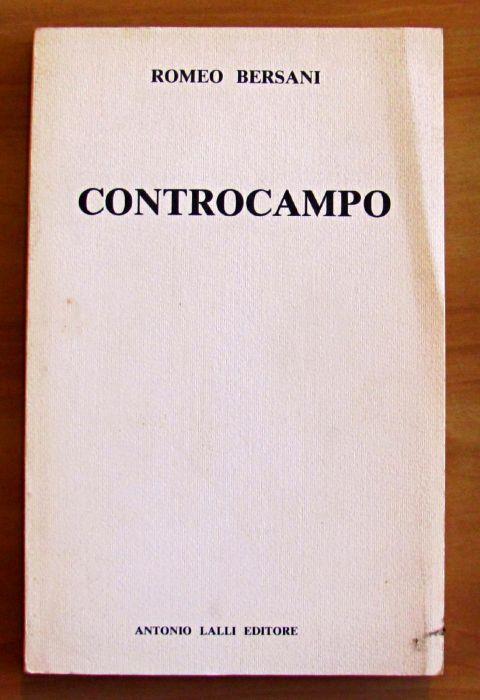 ROMEO BERSANI
CONTROCAMPO
ANTONIO LALLI EDITORE